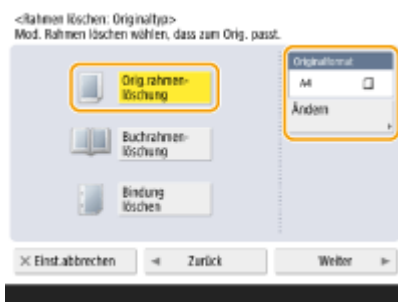 <Rahmen löschen: Originaltyp>
Mod. Rahmen löschen wählen, dass zum Orig. passt.
Orig.rahmen-
löschung
Buchrahmen-
löschung
Bindung
löschen
Originalformat
A4
Ändern
Einst.abbrechen
Zurück
Weiter